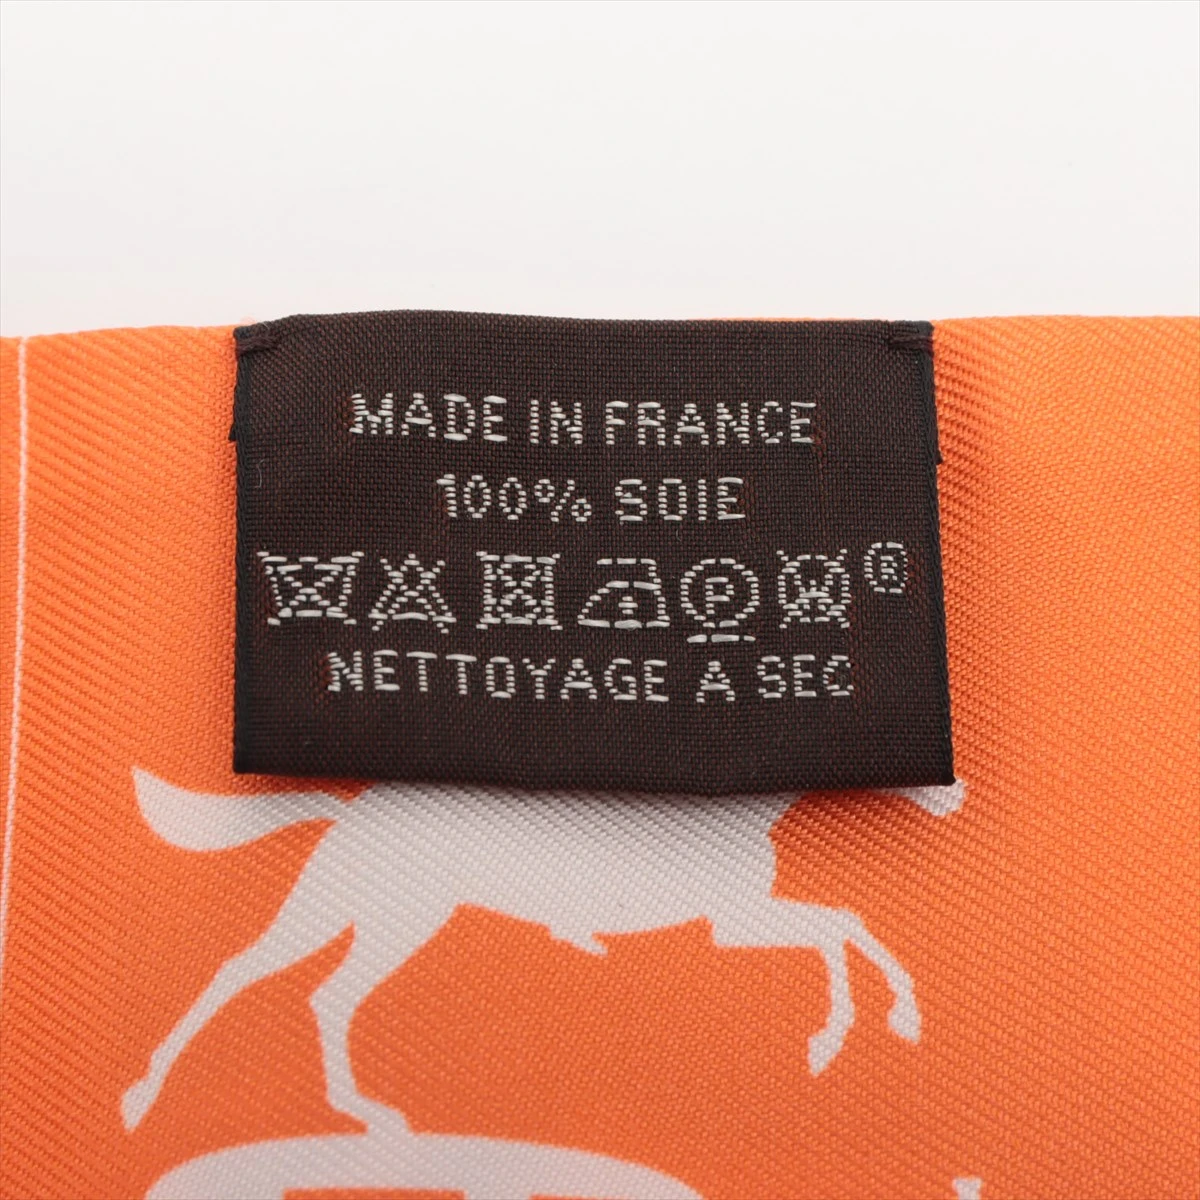 MADE IN FRANCE
100% SOIE
P ®
NETTOYAGE A SEC